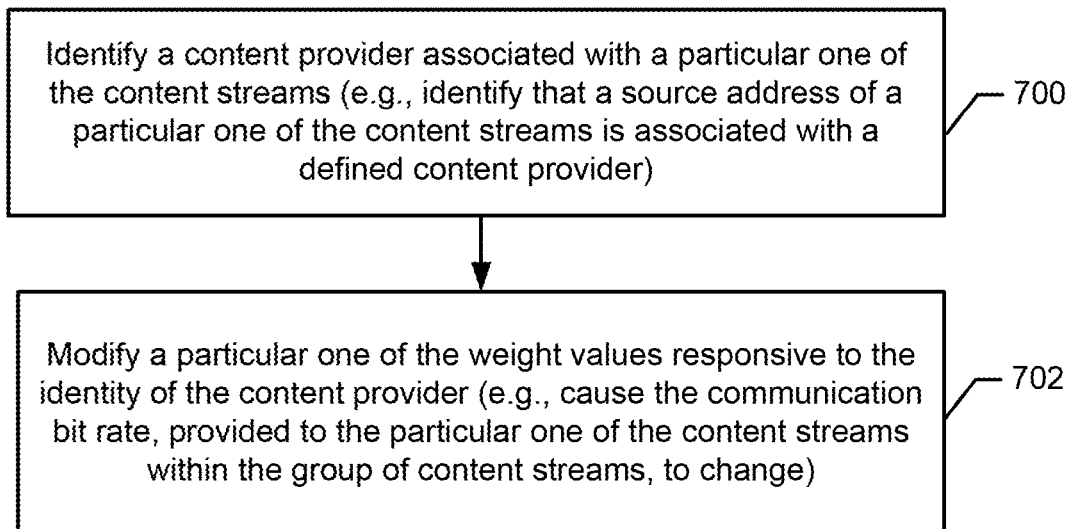 Identify a content provider associated with a particular one of
the content streams (e.g., identify that a source address of a
particular one of the content streams is associated with a
defined content provider)
700
Modify a particular one of the weight values responsive to the
identity of the content provider (e.g., cause the communication
bit rate, provided to the particular one of the content streams
within the group of content streams, to change)
702